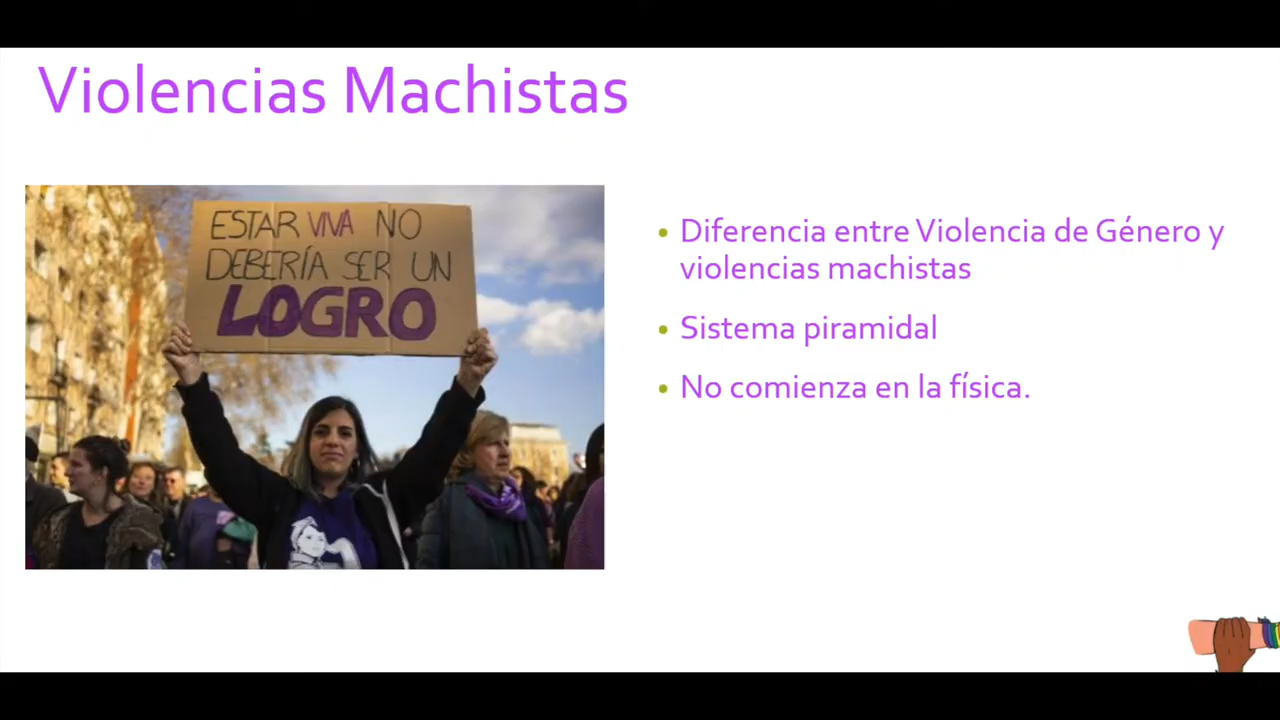 Violencias Machistas
ESTAR VIVA NO
DEBERÍA SER UN
LOGRO
• Diferencia entre Violencia de Género y
violencias machistas
• Sistema piramidal
• No comienza en la física.